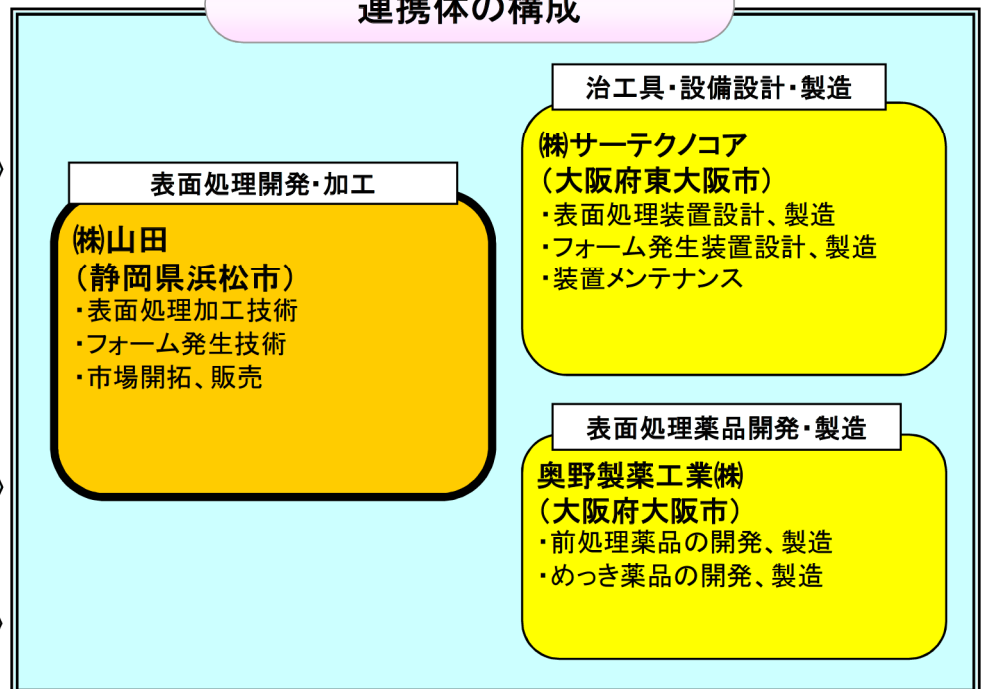 連携体の構成
表面処理開発・加工
㈱山田
（静岡県浜松市）
・表面処理加工技術
・フォーム発生技術
・市場開拓、販売
治工具・設備設計・製造
㈱サーテクノコア
（大阪府東大阪市）
・表面処理装置設計、製造
・フォーム発生装置設計、製造
・装置メンテナンス
表面処理薬品開発・製造
奥野製薬工業㈱
（大阪府大阪市）
・前処理薬品の開発、製造
・めっき薬品の開発、製造